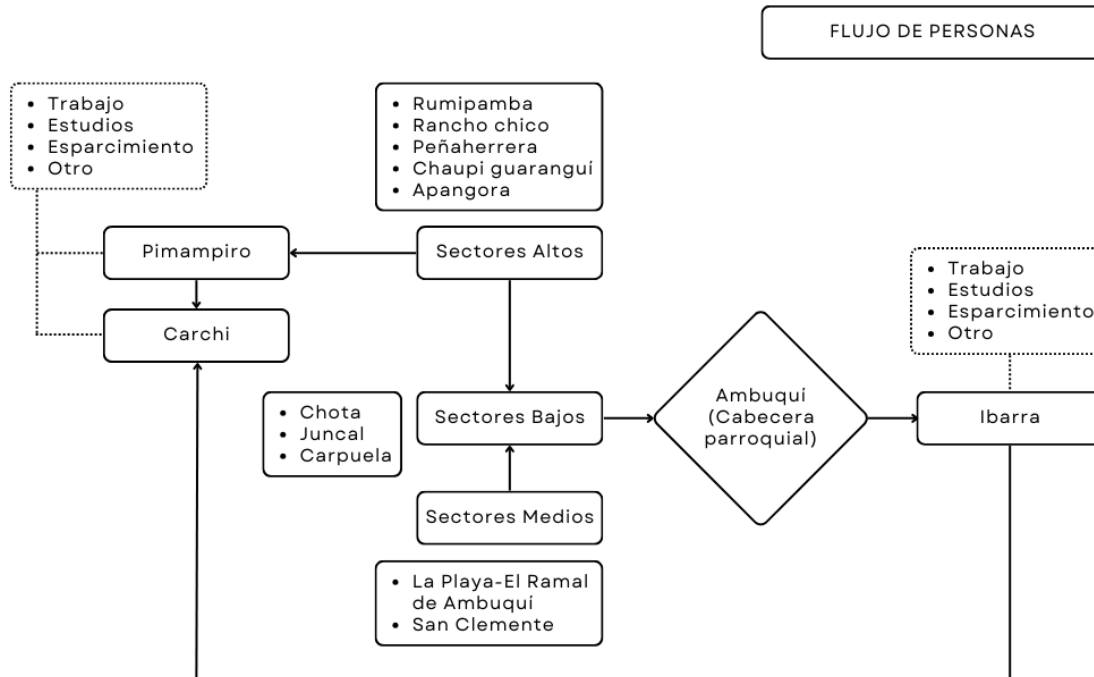 FLUJO DE PERSONAS
• Trabajo
• Estudios
• Esparcimiento
• Otro
• Rumipamba
• Rancho chico
• Peñaherrera
• Chaupi guaranguí
• Apangora
Pimampiro
Sectores Altos
Carchi
• Trabajo
• Estudios
• Esparcimiento
• Otro
• Chota
• Juncal
• Carpuela
Sectores Bajos
Ambuquí
(Cabecera
parroquial)
Ibarra
Sectores Medios
• La Playa-El Ramal
de Ambuquí
• San Clemente